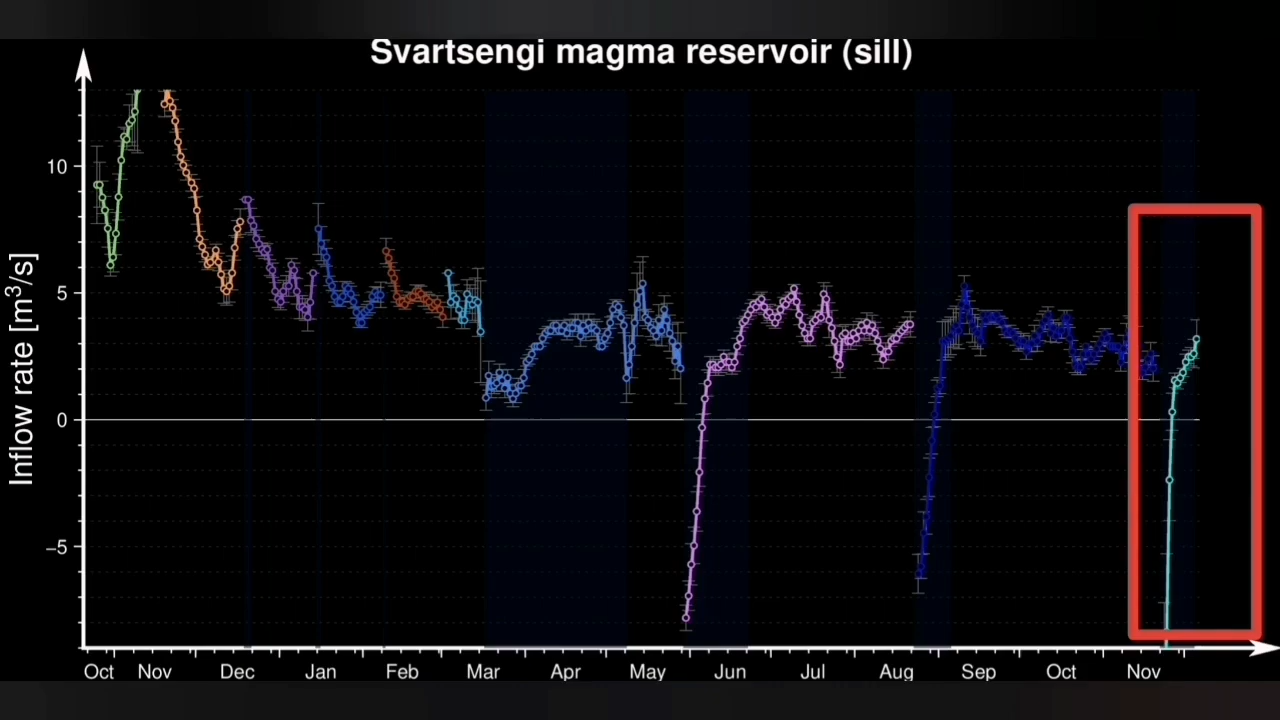 Svartsengi magma reservoir (sill)
Inflow rate [m³/s]
10
5
0
−5
Oct Nov Dec Jan Feb Mar Apr May Jun Jul Aug Sep Oct Nov